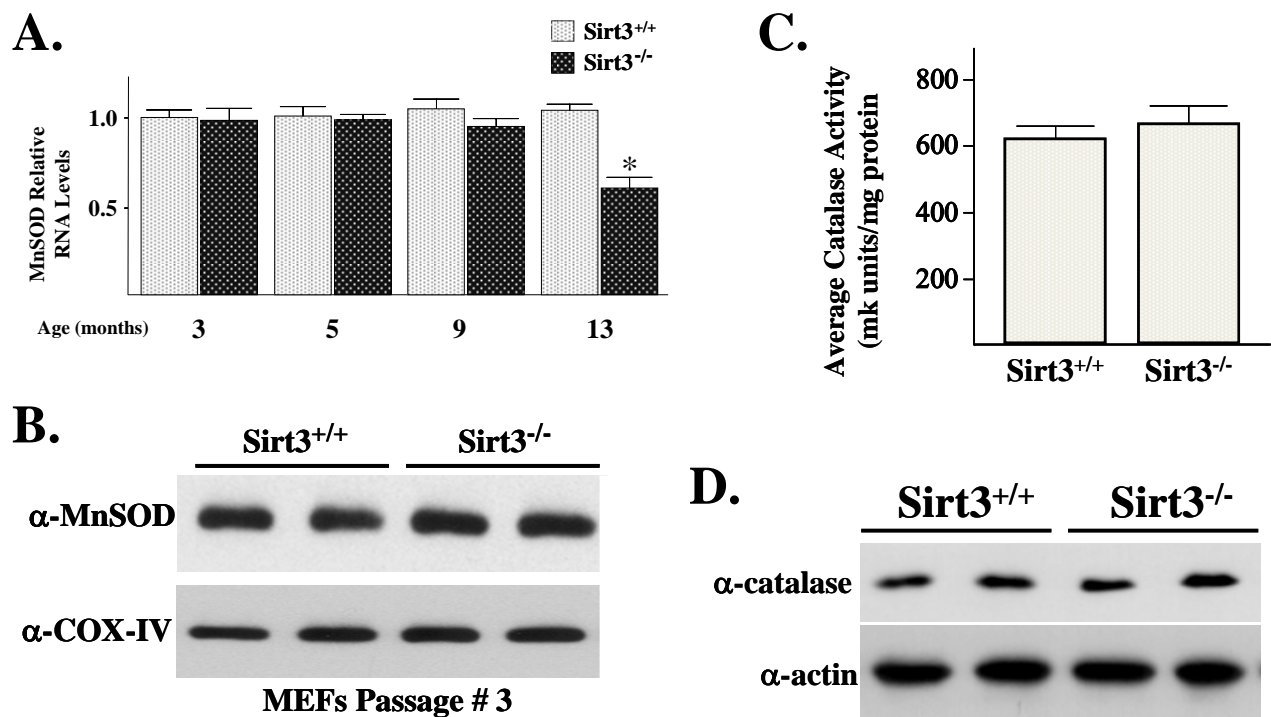 A.
Sirt3+/+
Sirt3-/-
MnSOD Relative
RNA Levels
1.0
0.5
*
Age (months) 3 5 9 13
B.
Sirt3+/+ Sirt3-/-
α-MnSOD
α-COX-IV
MEFs Passage # 3
C.
Average Catalase Activity
(mk units/mg protein
800
600
400
200
Sirt3+/+ Sirt3-/-
D.
Sirt3+/+ Sirt3-/-
α-catalase
α-actin